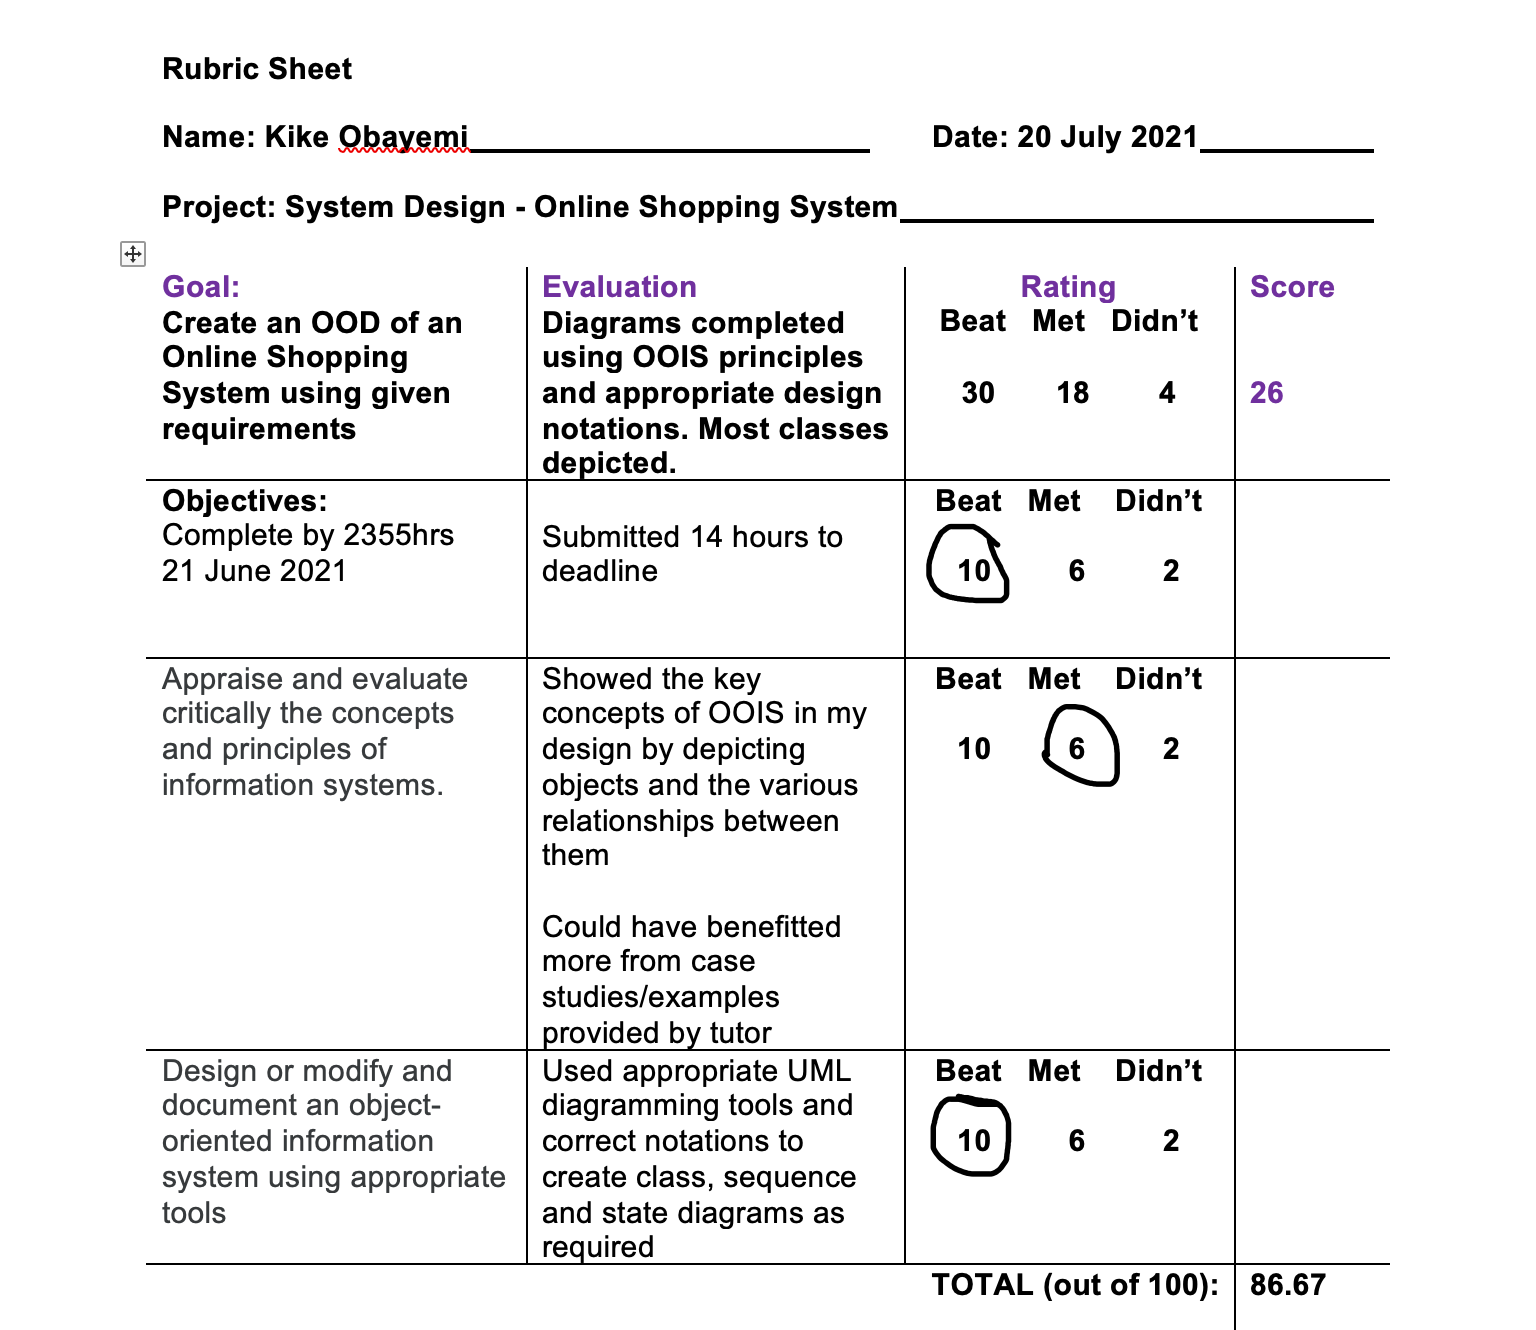 Rubric Sheet
Name: Kike Obayemi
Date: 20 July 2021
Project: System Design - Online Shopping System
Goal:
Create an OOD of an
Online Shopping
System using given
requirements
Evaluation
Diagrams completed
using OOIS principles
and appropriate design
notations. Most classes
depicted.
Rating
Beat Met Didn’t
30 18 4
Score
26
Objectives:
Complete by 2355hrs
21 June 2021
Submitted 14 hours to
deadline
Beat Met Didn’t
10 6 2
Appraise and evaluate
critically the concepts
and principles of
information systems.
Showed the key
concepts of OOIS in my
design by depicting
objects and the various
relationships between
them
Could have benefitted
more from case
studies/examples
provided by tutor
Beat Met Didn’t
10 6 2
Design or modify and
document an object-
oriented information
system using appropriate
tools
Used appropriate UML
diagramming tools and
correct notations to
create class, sequence
and state diagrams as
required
Beat Met Didn’t
10 6 2
TOTAL (out of 100): 86.67